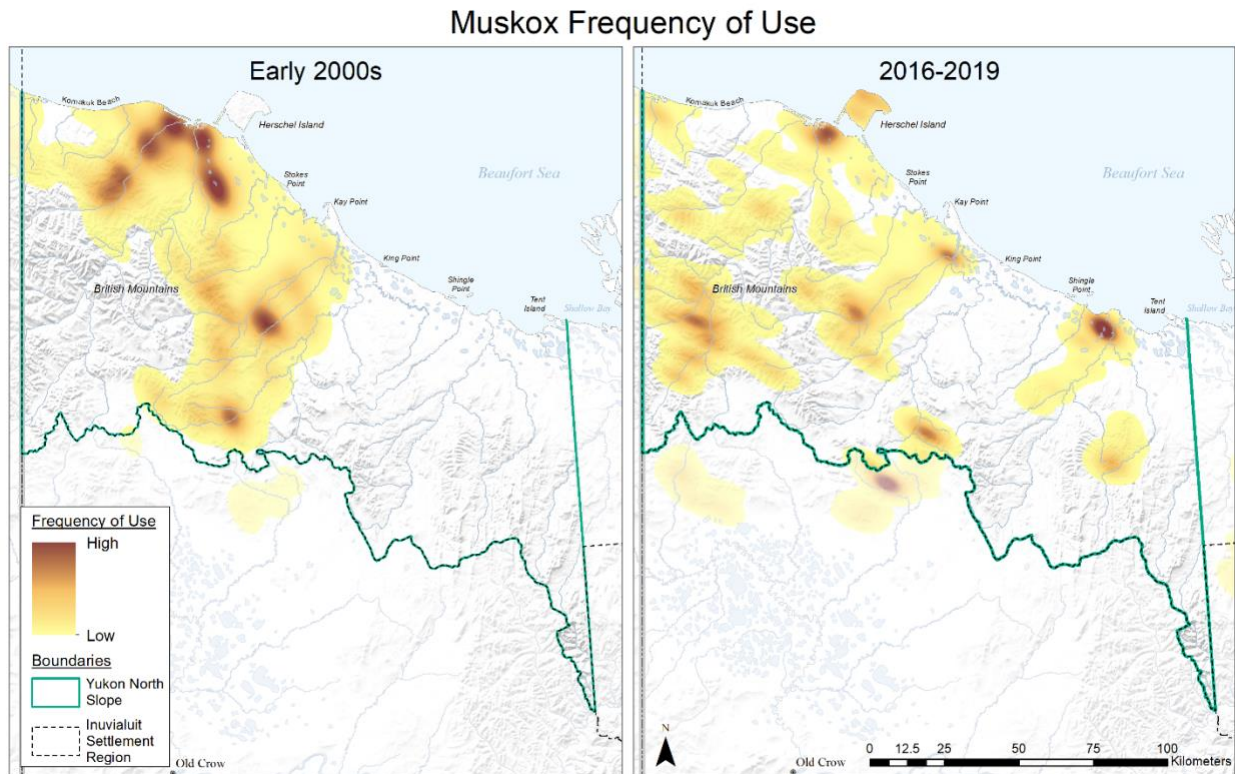 Muskox Frequency of Use
Early 2000s
Komakuk Beach
Herschel Island
Beaufort Sea
Stokes
Point
Kay Point
King Point
British Mountains
Shingle
Point
Tent
Island
Shallow Bay
Frequency of Use
High
Low
Boundaries
Yukon North
Slope
Inuvialuit
Settlement
Region
Old Crow
2016-2019
Komakuk Beach
Herschel Island
Beaufort Sea
Stokes
Point
Kay Point
King Point
British Mountains
Shingle
Point
Tent
Island
Shallow Bay
N
0 12.5 25 50 75 100
Kilometers
Old Crow